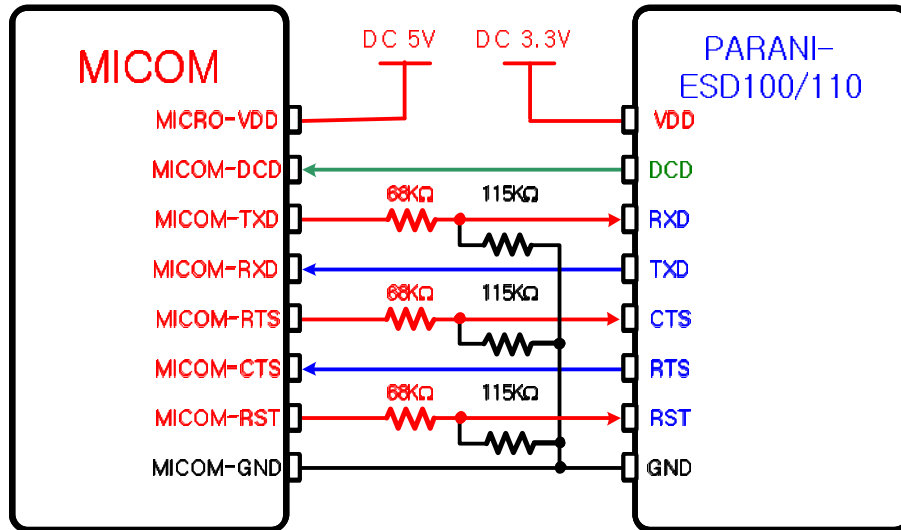 DC 5V DC 3.3V
MICOM
PARANI-
ESD100/110
MICRO-VDD VDD
MICOM-DCD DCD
68KΩ 115KΩ
MICOM-TXD RXD
MICOM-RXD TXD
68KΩ 115KΩ
MICOM-RTS CTS
MICOM-CTS RTS
68KΩ 115KΩ
MICOM-RST RST
MICOM-GND GND